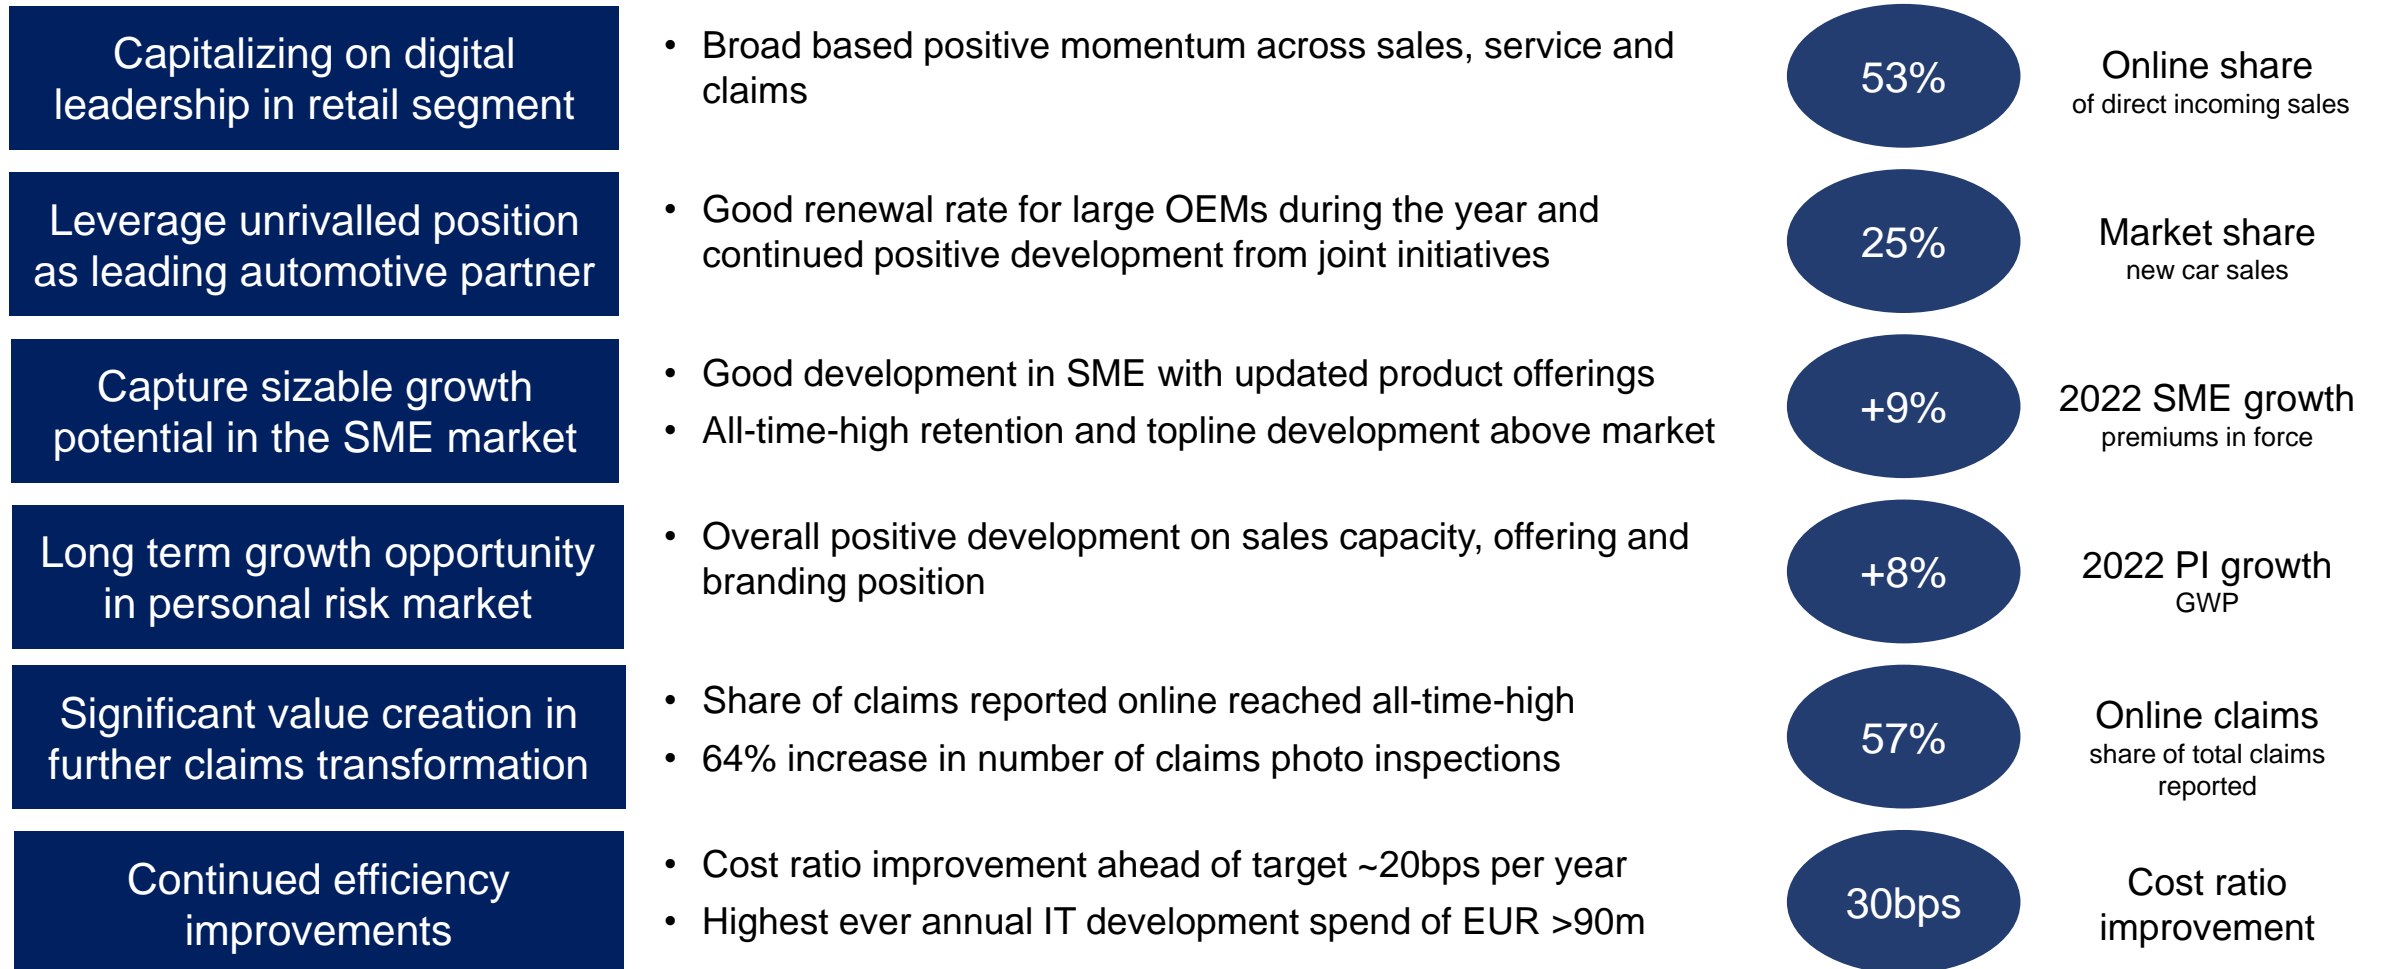 Capitalizing on digital
leadership in retail segment
• Broad based positive momentum across sales, service and
claims
53%
Online share
of direct incoming sales
Leverage unrivalled position
as leading automotive partner
• Good renewal rate for large OEMs during the year and
continued positive development from joint initiatives
25%
Market share
new car sales
Capture sizable growth
potential in the SME market
• Good development in SME with updated product offerings
• All-time-high retention and topline development above market
+9%
2022 SME growth
premiums in force
Long term growth opportunity
in personal risk market
• Overall positive development on sales capacity, offering and
branding position
+8%
2022 PI growth
GWP
Significant value creation in
further claims transformation
• Share of claims reported online reached all-time-high
• 64% increase in number of claims photo inspections
57%
Online claims
share of total claims
reported
Continued efficiency
improvements
• Cost ratio improvement ahead of target ~20bps per year
• Highest ever annual IT development spend of EUR >90m
30bps
Cost ratio
improvement